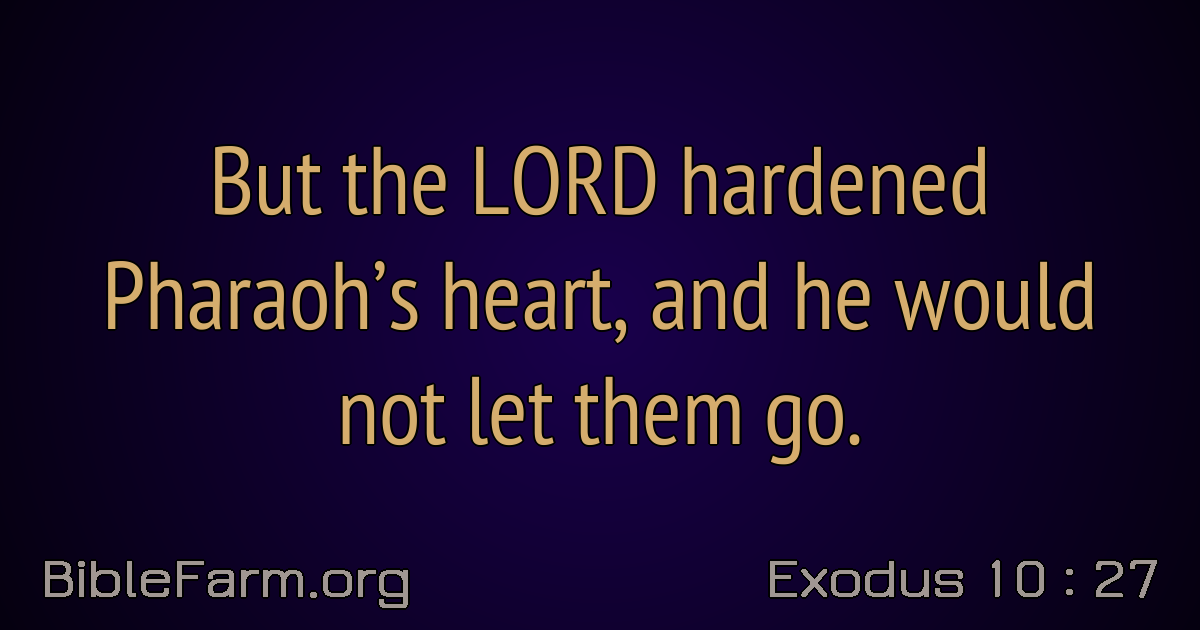 But the LORD hardened
Pharaoh’s heart, and he would
not let them go.
BibleFarm.org
Exodus 10 : 27